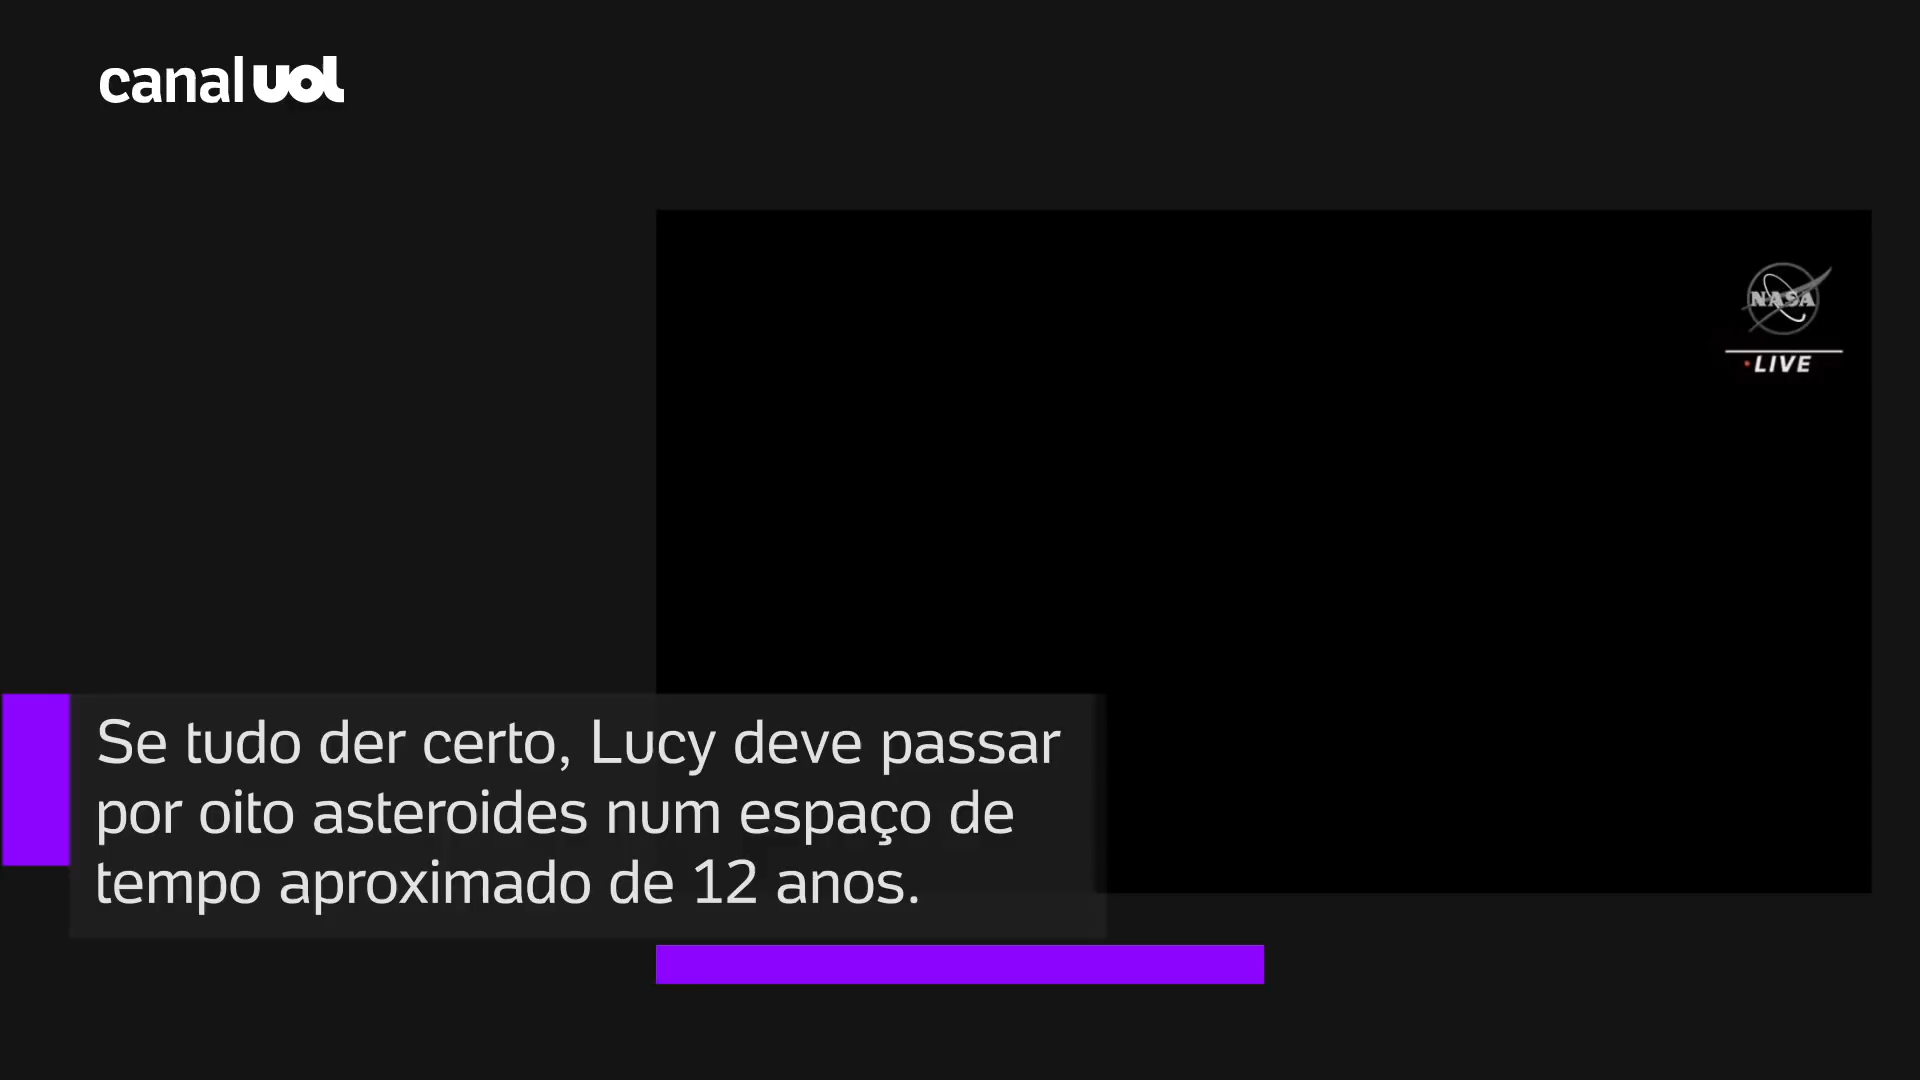 canal uol
NASA
LIVE
Se tudo der certo, Lucy deve passar
por oito asteroides num espaço de
tempo aproximado de 12 anos.